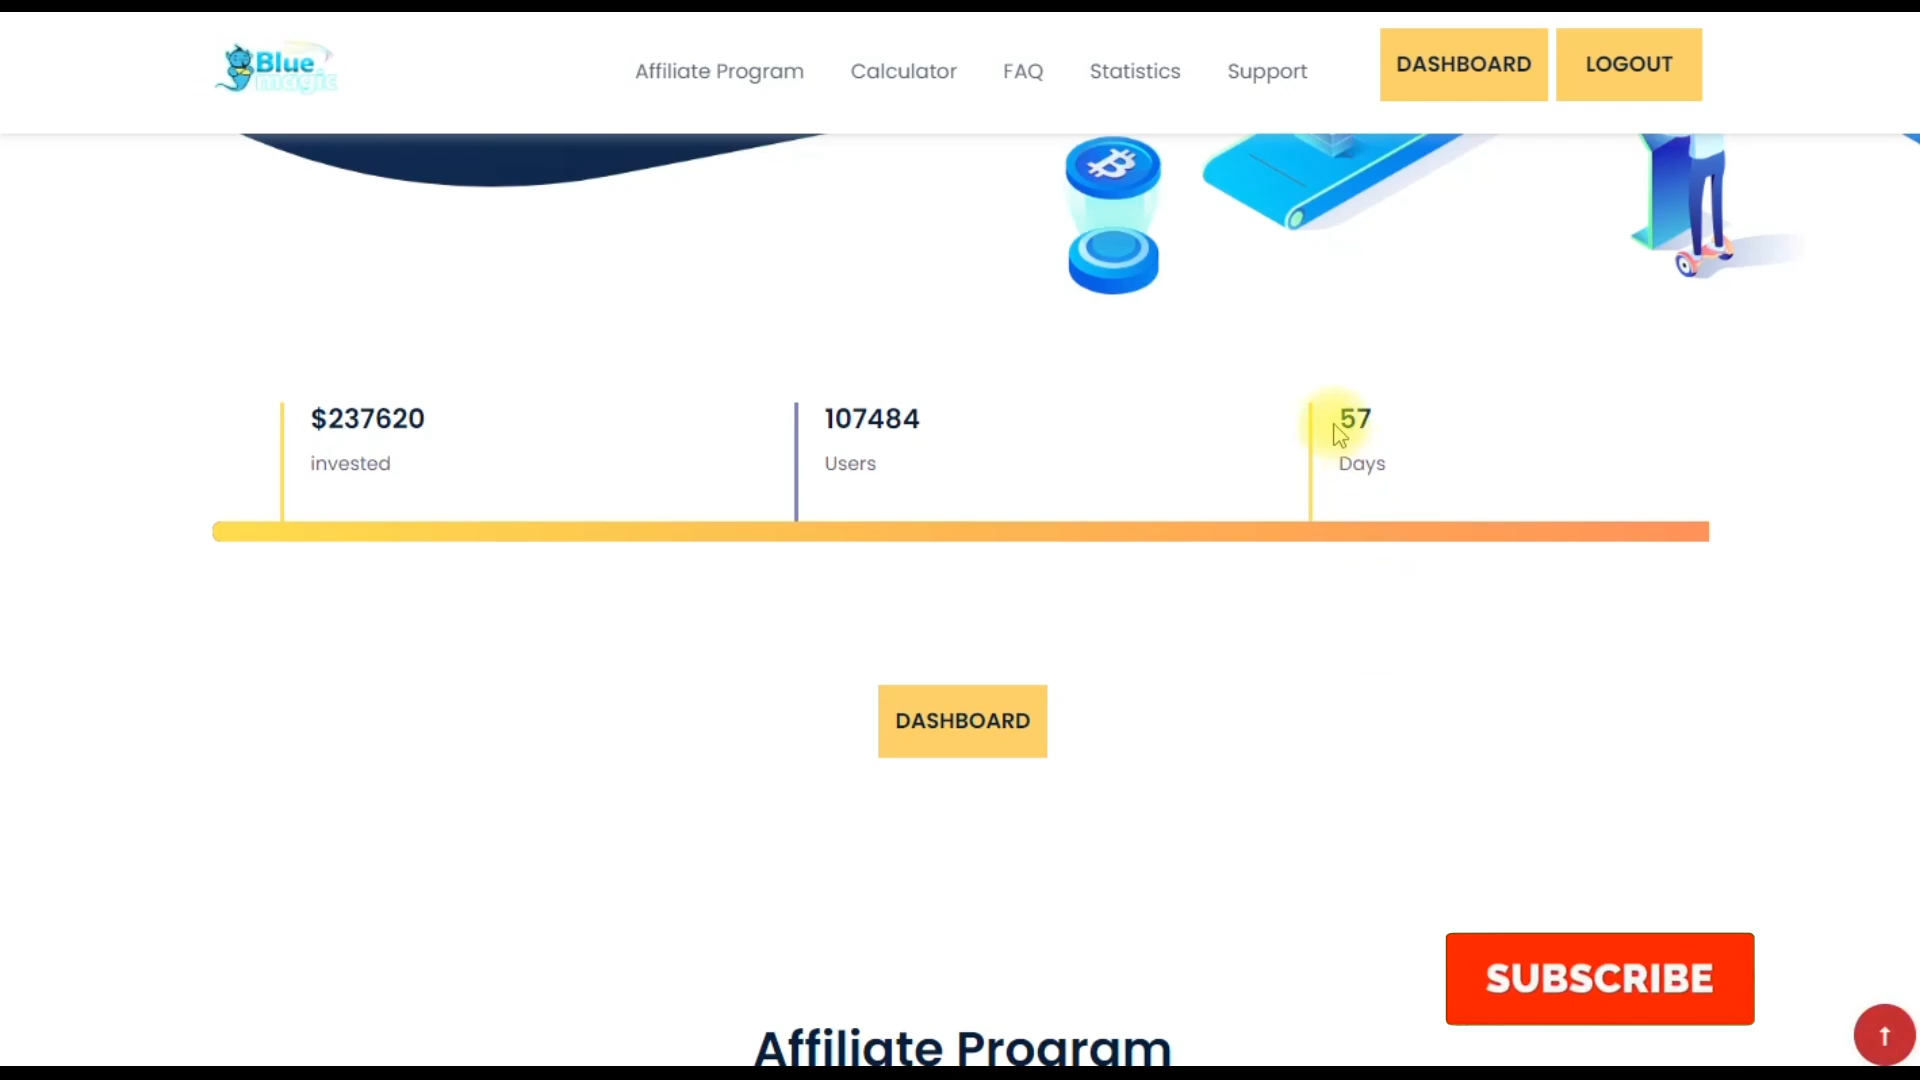 Blue
magic
Affiliate Program
Calculator
FAQ
Statistics
Support
DASHBOARD
LOGOUT
$237620
invested
107484
Users
57
Days
DASHBOARD
SUBSCRIBE
Affiliate Program